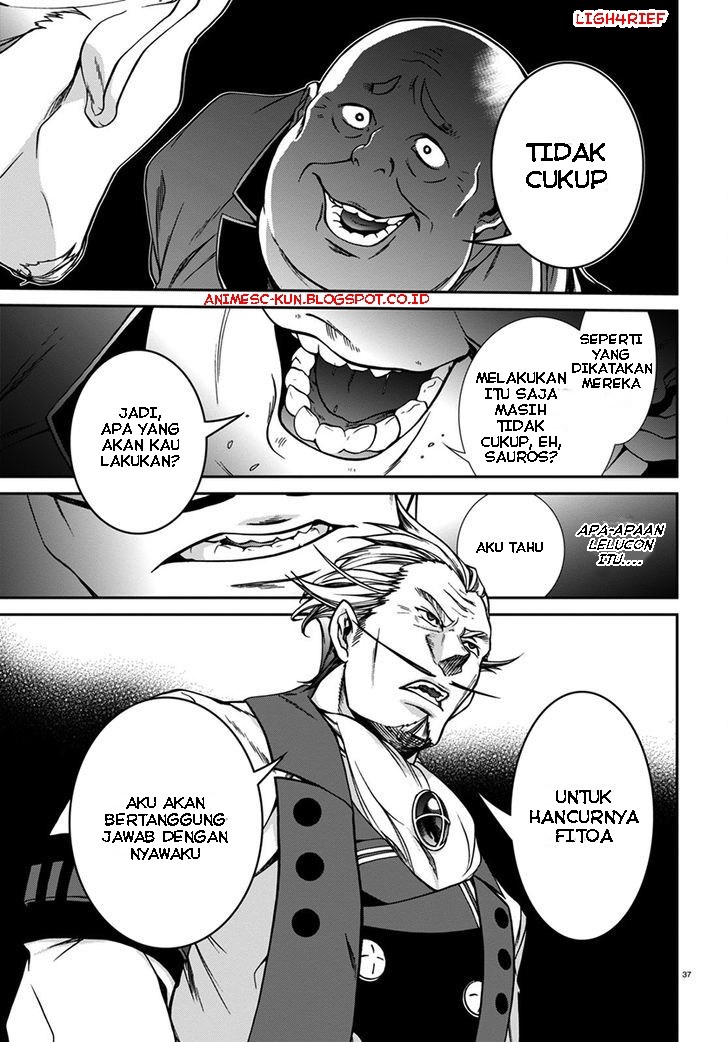 LIGH4RIEF
TIDAK
CUKUP
ANIMESC-KUN.BLOGSPOT.CO.ID
SEPERTI
YANG
DIKATAKAN
MEREKA
MELAKUKAN
ITU SAJA
MASIH
TIDAK
CUKUP, EH,
SAUROS?
JADI,
APA YANG
AKAN KAU
LAKUKAN?
APA-APAAN
LELUCON
ITU....
AKU TAHU
UNTUK
HANCURNYA
FITOA
AKU AKAN
BERTANGGUNG
JAWAB DENGAN
NYAWAKU
37